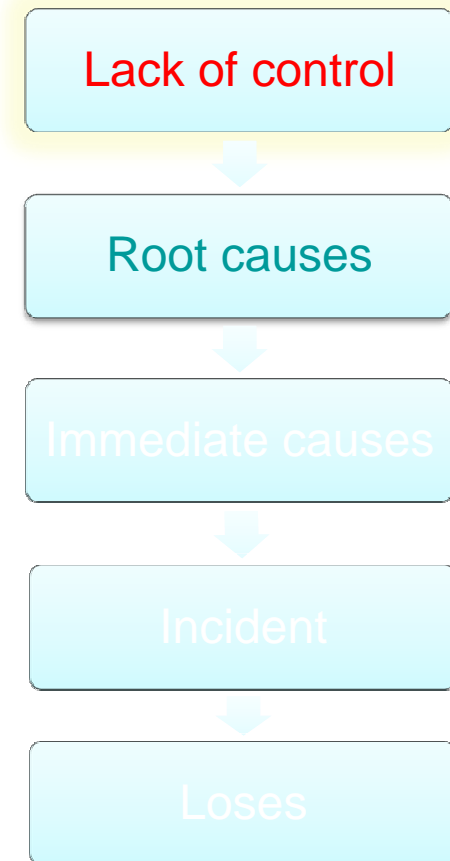 Lack of control
Root causes
Immediate causes
Incident
Loses